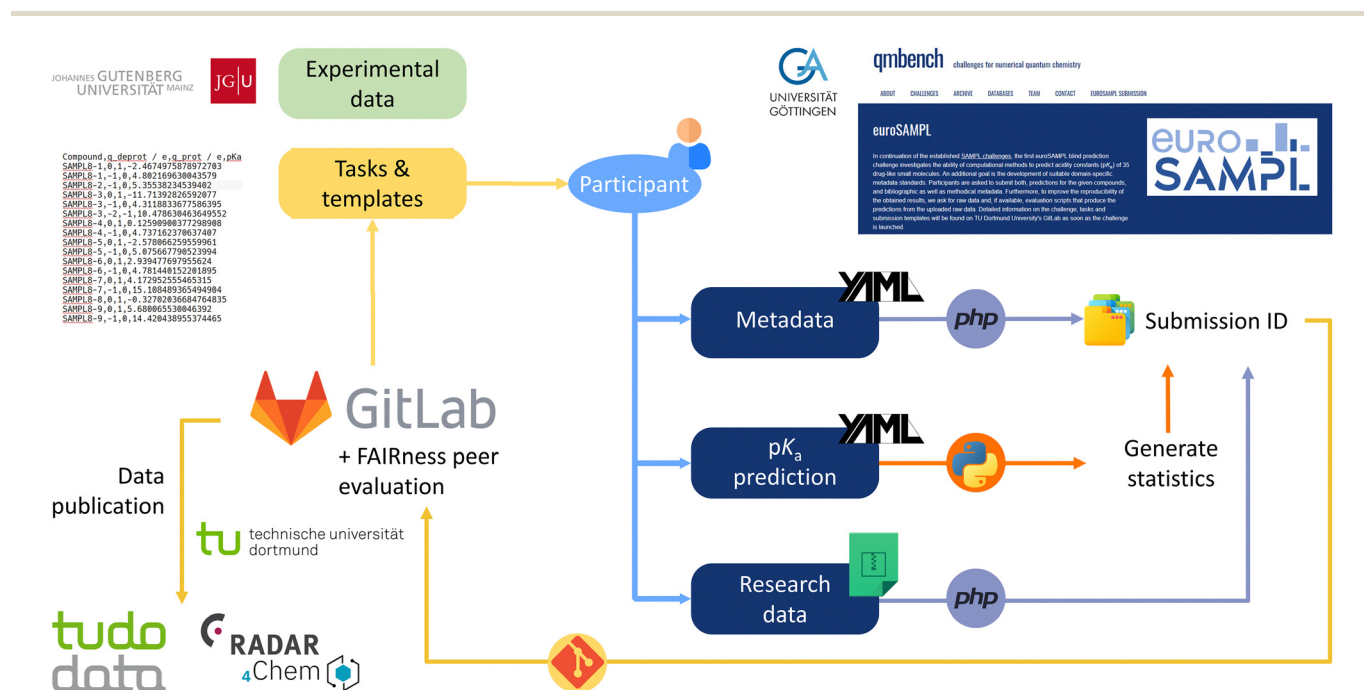 JOHANNES GUTENBERG
UNIVERSITÄT MAINZ
JG|U
Experimental
data
Compound,q_deprot / e,q_prot / e,pKa
SAMPL8-1,0,1,-2.4674975878972703
SAMPL8-1,-1,0,4.802169630043579
SAMPL8-2,-1,0,5.35538234539402
SAMPL8-3,0,1,-11.71392826592077
SAMPL8-3,-1,0,4.3118833677586395
SAMPL8-3,-2,-1,10.478630463649552
SAMPL8-4,0,1,0.12590900377298908
SAMPL8-4,-1,0,4.737162370637407
SAMPL8-5,0,1,-2.578066259559961
SAMPL8-5,-1,0,5.075667790523994
SAMPL8-6,0,1,2.939477697955624
SAMPL8-6,-1,0,4.781440152201895
SAMPL8-7,0,1,4.172952555465315
SAMPL8-7,-1,0,15.108489365494904
SAMPL8-8,0,1,-0.32702036684764835
SAMPL8-9,0,1,5.680065530046392
SAMPL8-9,-1,0,14.420438955374465
Tasks &
templates
Participant
UNIVERSITÄT
GÖTTINGEN
qmbench challenges for numerical quantum chemistry
ABOUT CHALLENGES ARCHIVE DATABASES TEAM CONTACT EUROSAMPL SUBMISSION
euroSAMPL
In continuation of the established SAMPL challenges, the first euroSAMPL blind prediction
challenge investigates the ability of computational methods to predict acidity constants (pKa) of 35
drug-like small molecules. An additional goal is the development of suitable domain-specific
metadata standards. Participants are asked to submit both, predictions for the given compounds,
and bibliographic as well as methodical metadata. Furthermore, to improve the reproducibility of
the obtained results, we ask for raw data and, if available, evaluation scripts that produce the
predictions from the uploaded raw data. Detailed information on the challenge, tasks and
submission templates will be found on TU Dortmund University's GitLab as soon as the challenge
is launched.
EURO
SAMPL
Metadata
YAML
php
Submission ID
GitLab
+ FAIRness peer
evaluation
Data
publication
pKa
prediction
YAML
Generate
statistics
tu technische universität
dortmund
Research
data
php
tudo
data
RADAR
4Chem